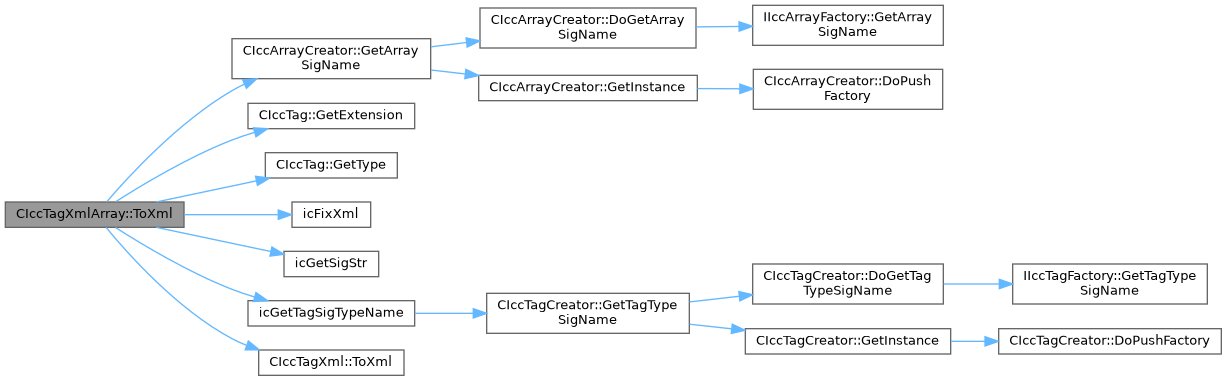 CIccTagXmlArray::ToXml
CIccArrayCreator::GetArray
SigName
CIccArrayCreator::DoGetArray
SigName
IIccArrayFactory::GetArray
SigName
CIccArrayCreator::GetInstance
CIccArrayCreator::DoPush
Factory
CIccTag::GetExtension
CIccTag::GetType
icFixXml
icGetSigStr
icGetTagSigTypeName
CIccTagCreator::GetTagType
SigName
CIccTagCreator::DoGetTag
TypeSigName
IIccTagFactory::GetTagType
SigName
CIccTagCreator::GetInstance
CIccTagCreator::DoPushFactory
CIccTagXml::ToXml